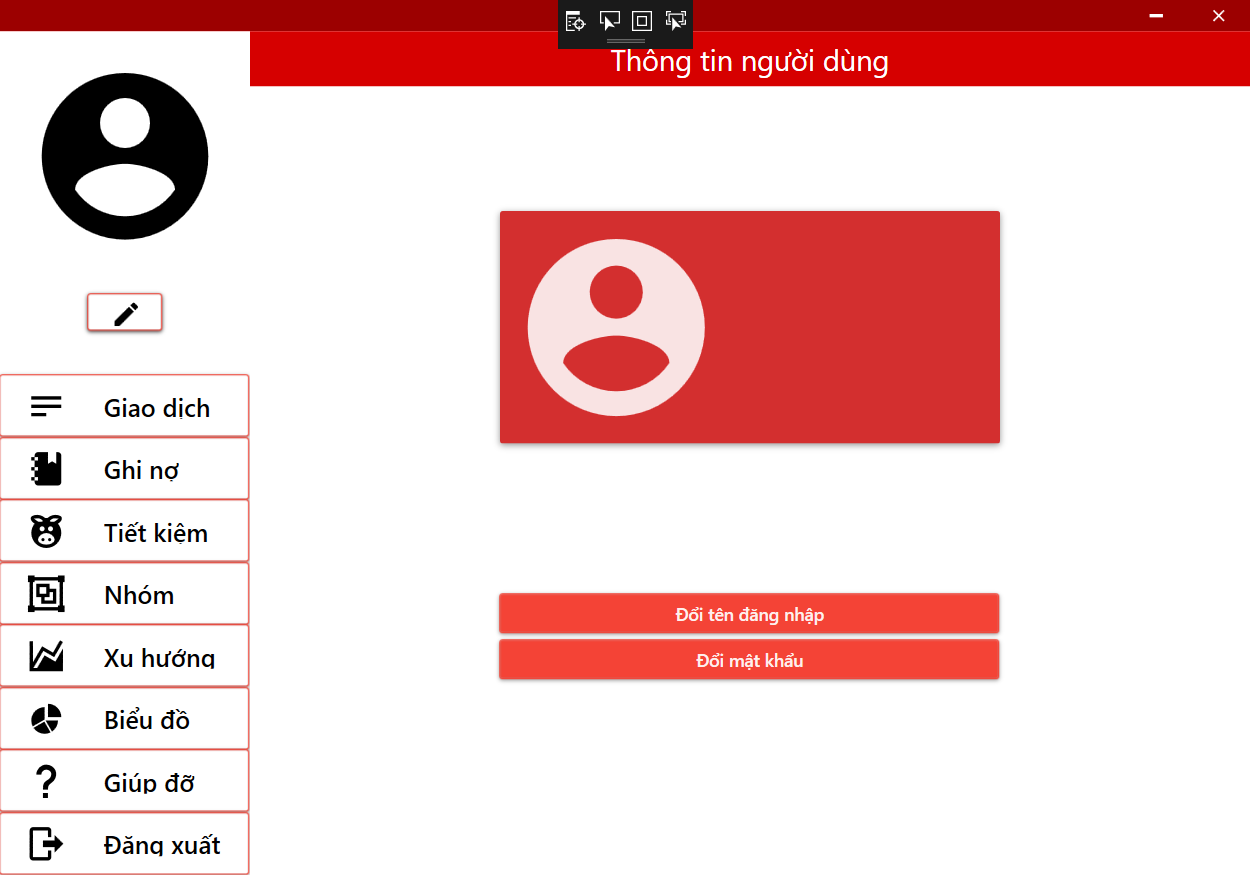 Thông tin người dùng
Giao dịch
Ghi nợ
Tiết kiệm
Nhóm
Xu hướng
Biểu đồ
Giúp đỡ
Đăng xuất
Đổi tên đăng nhập
Đổi mật khẩu